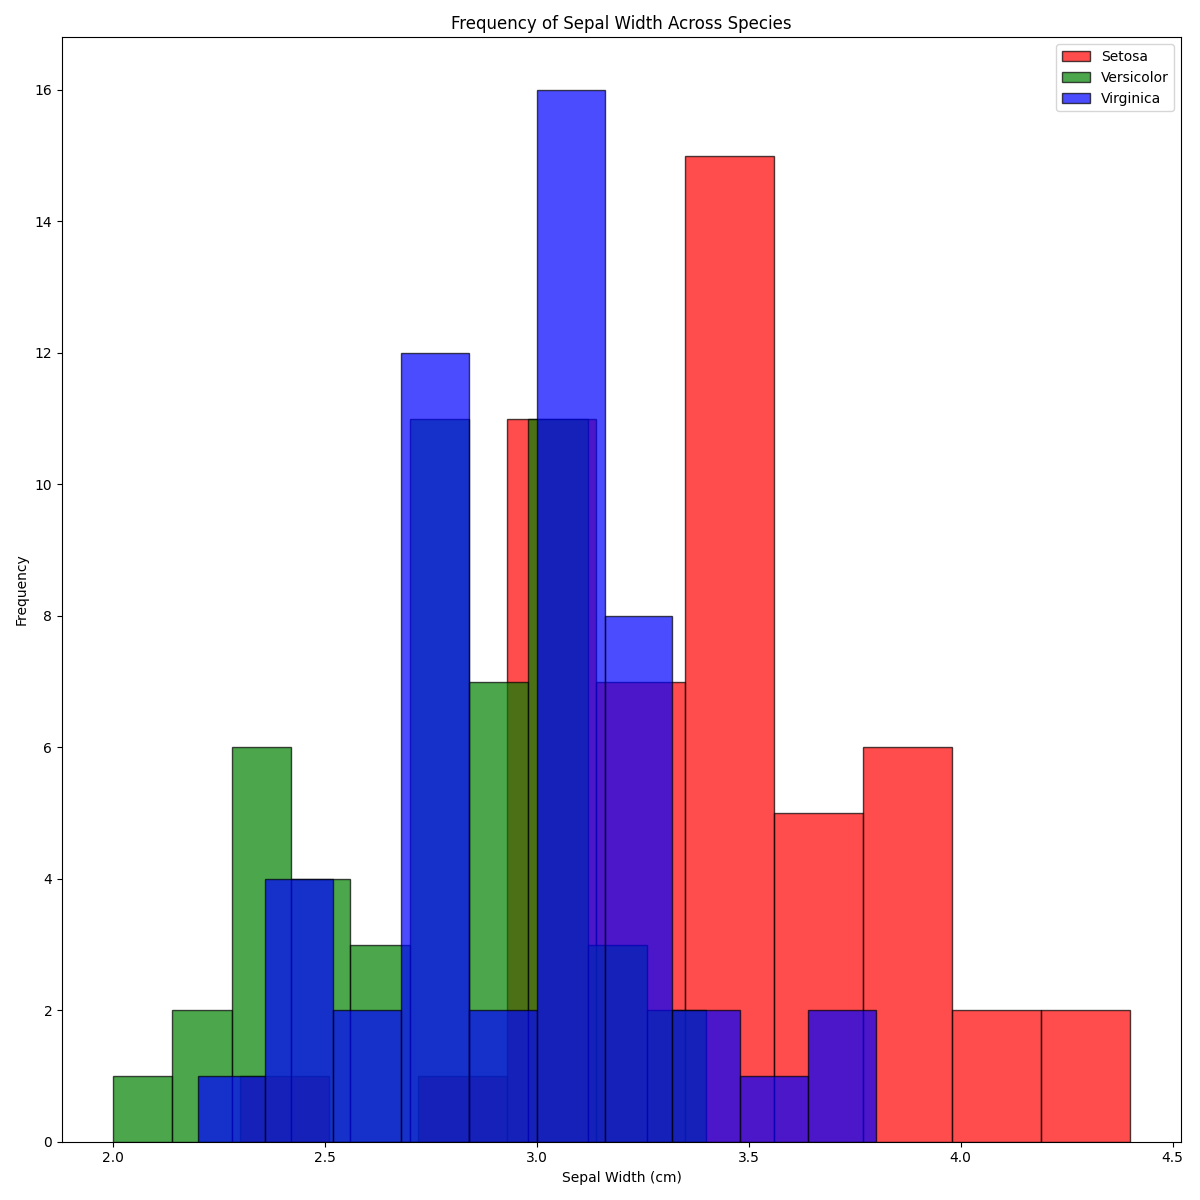 Frequency of Sepal Width Across Species
Setosa
Versicolor
Virginica
16
14
12
10
8
6
4
2
0
Frequency
2.0 2.5 3.0 3.5 4.0 4.5
Sepal Width (cm)